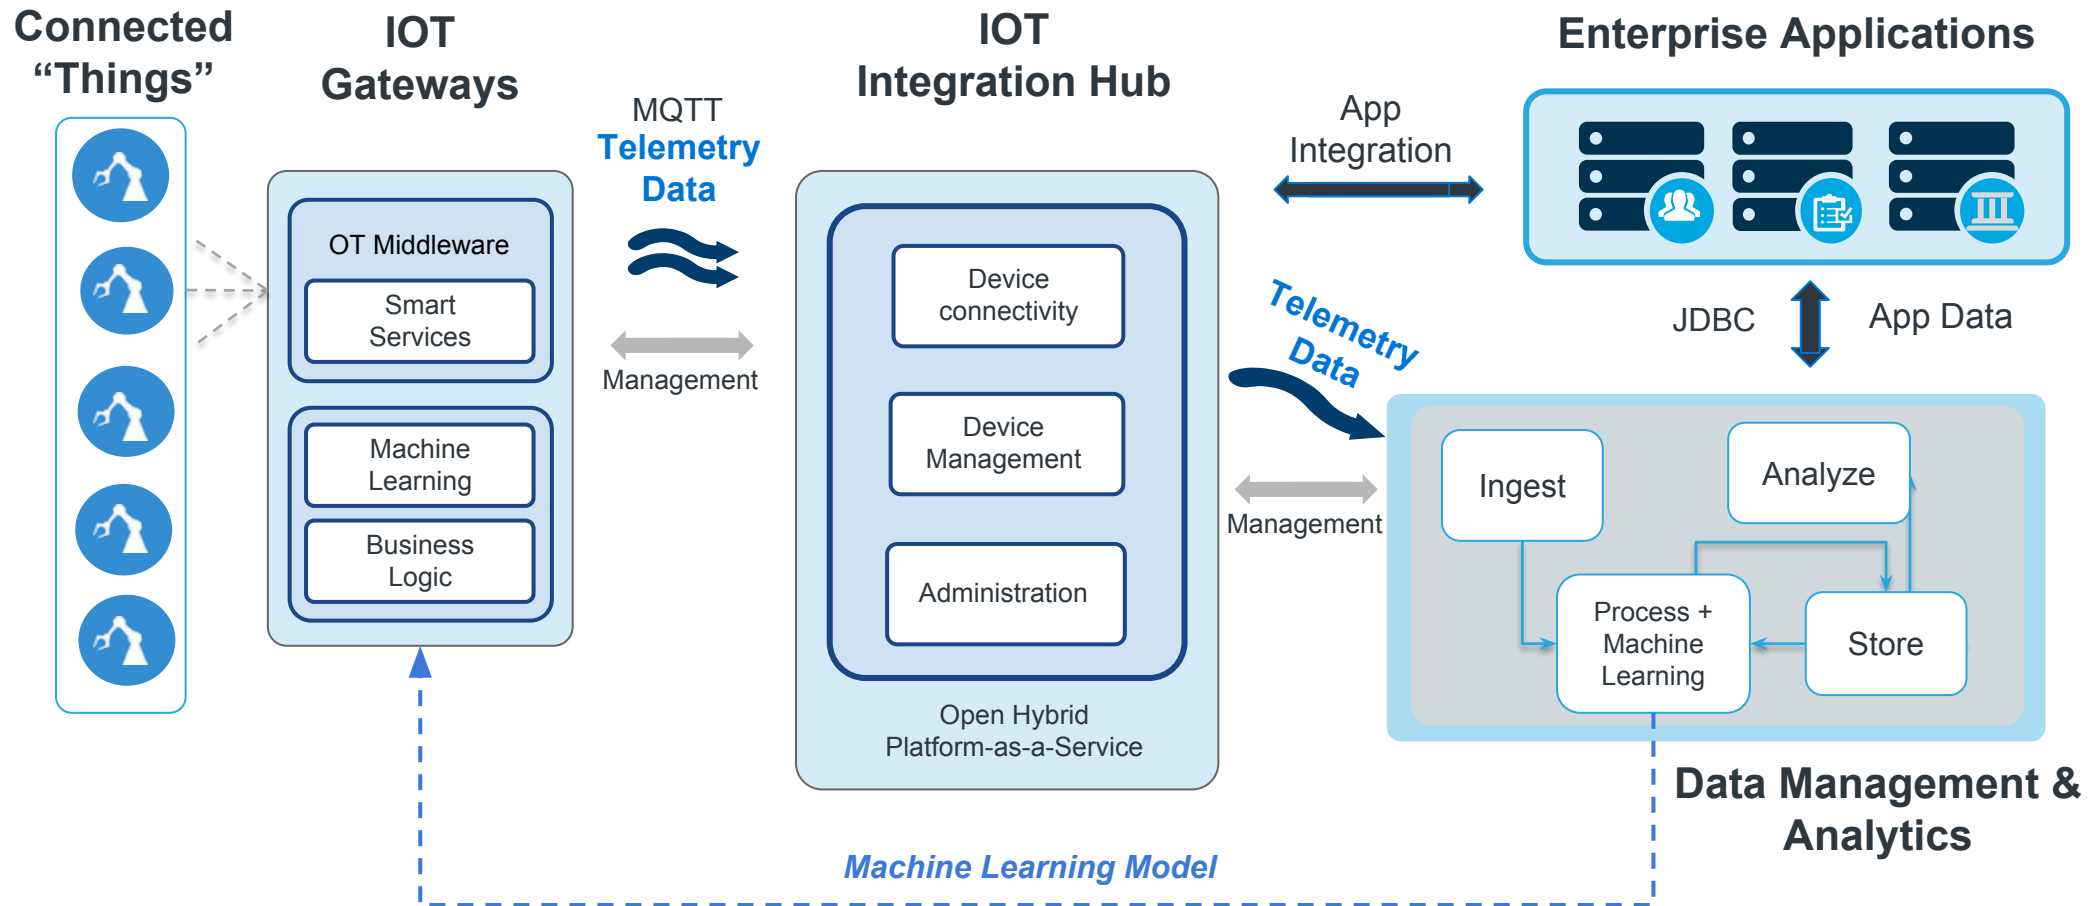 Connected
“Things”
IOT
Gateways
OT Middleware
Smart
Services
Machine
Learning
Business
Logic
MQTT
Telemetry
Data
Management
IOT
Integration Hub
Device
connectivity
Device
Management
Administration
Open Hybrid
Platform-as-a-Service
App
Integration
Telemetry
Data
Management
Enterprise Applications
JDBC
App Data
Ingest
Analyze
Process +
Machine
Learning
Store
Data Management &
Analytics
Machine Learning Model